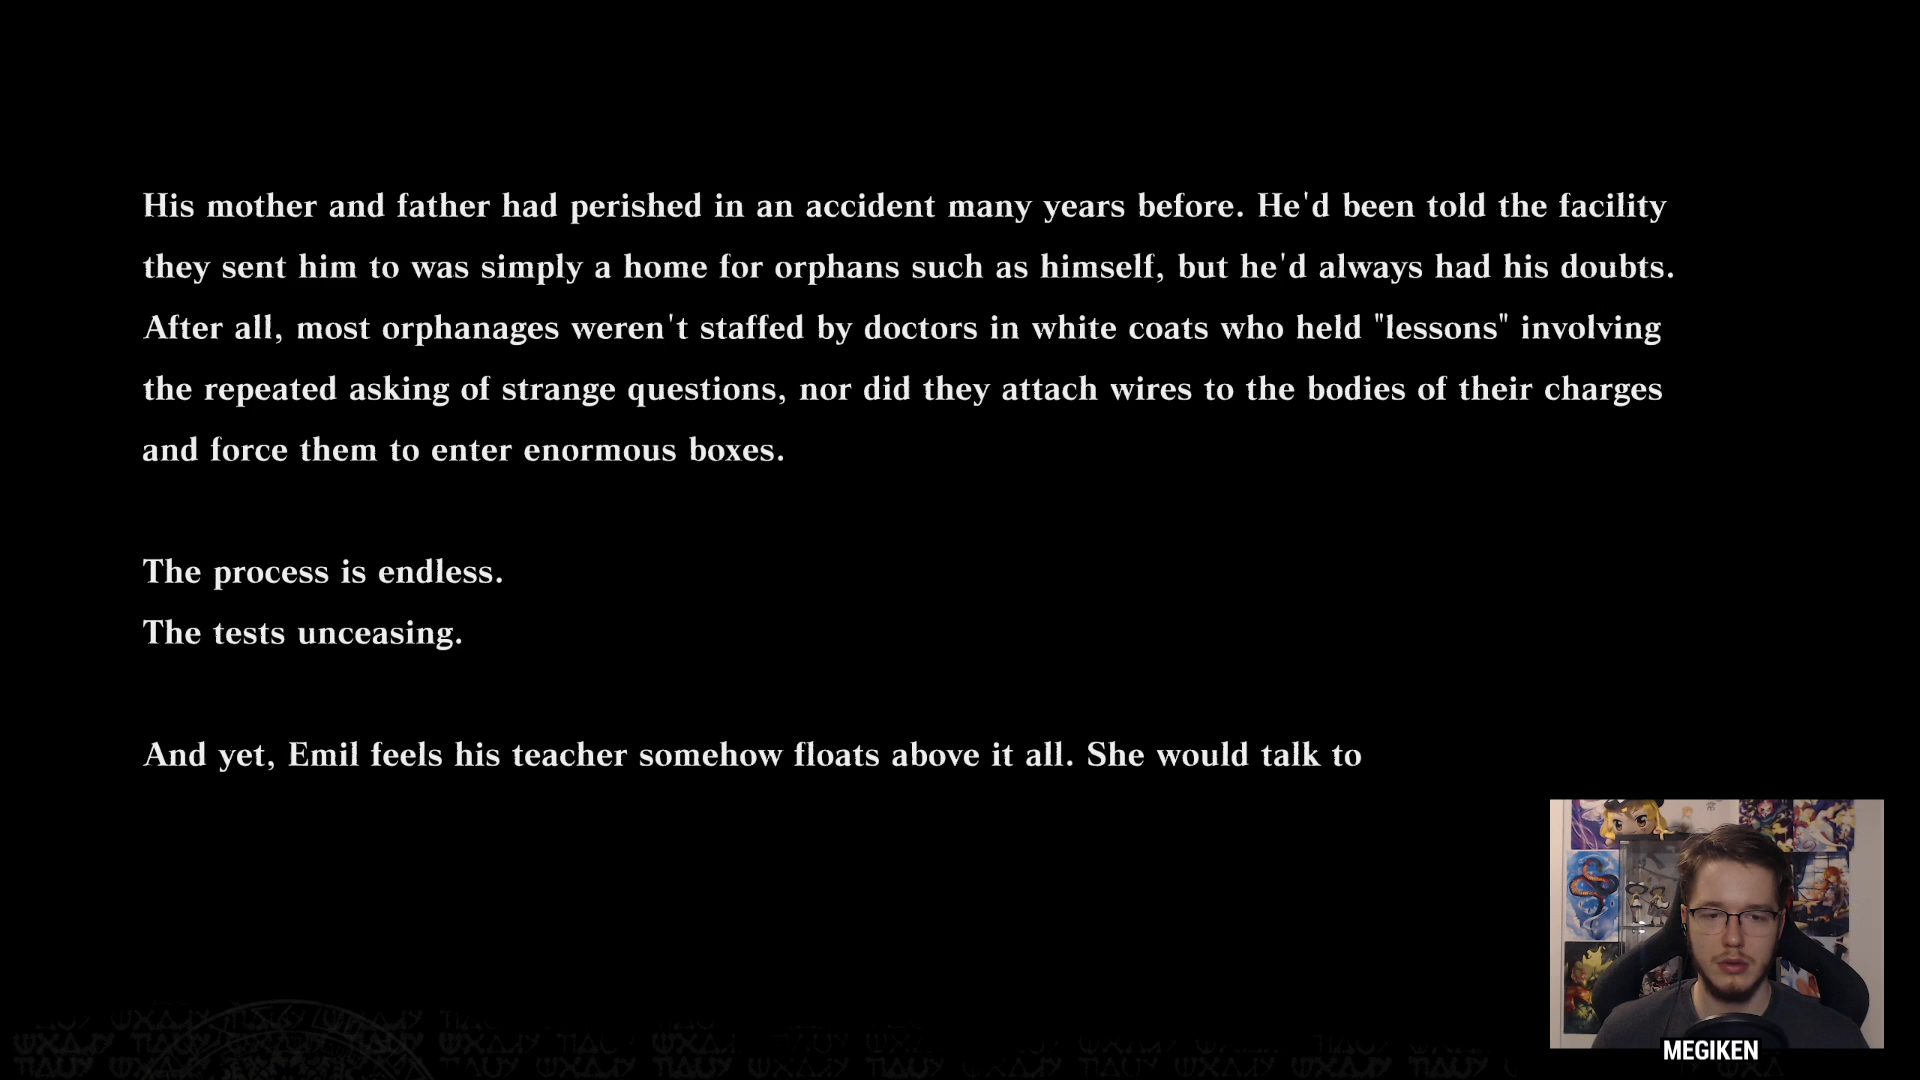 His mother and father had perished in an accident many years before. He'd been told the facility
they sent him to was simply a home for orphans such as himself, but he'd always had his doubts.
After all, most orphanages weren't staffed by doctors in white coats who held "lessons" involving
the repeated asking of strange questions, nor did they attach wires to the bodies of their charges
and force them to enter enormous boxes.
The process is endless.
The tests unceasing.
And yet, Emil feels his teacher somehow floats above it all. She would talk to
MEGIKEN